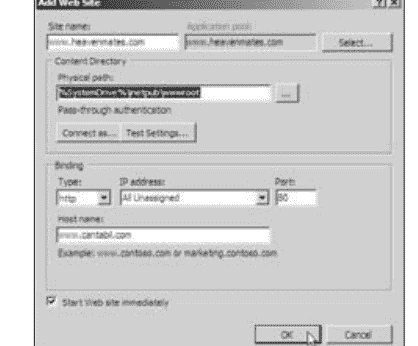 Add Web Site
Site name:
Application pool:
www.heavenmates.com
www.heavenmates.com
Select...
Content Directory
Physical path:
%SystemDrive%\inetpub\wwwroot
...
Pass-through authentication
Connect as...
Test Settings...
Binding
Type:
IP address:
Port:
http
All Unassigned
80
Host name:
www.cantabil.com
Example: www.contoso.com or marketing.contoso.com
Start Web site immediately
OK
Cancel